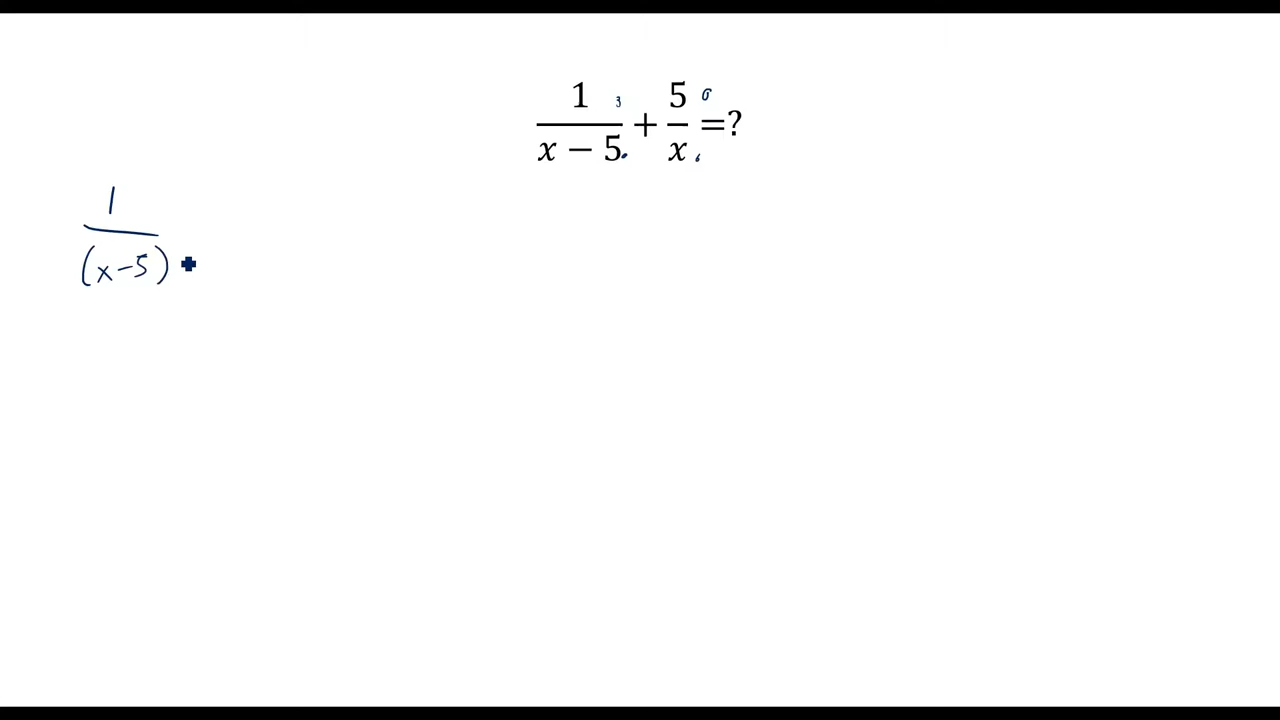 1/(x − 5) + 5/x =?
1/(x-5)